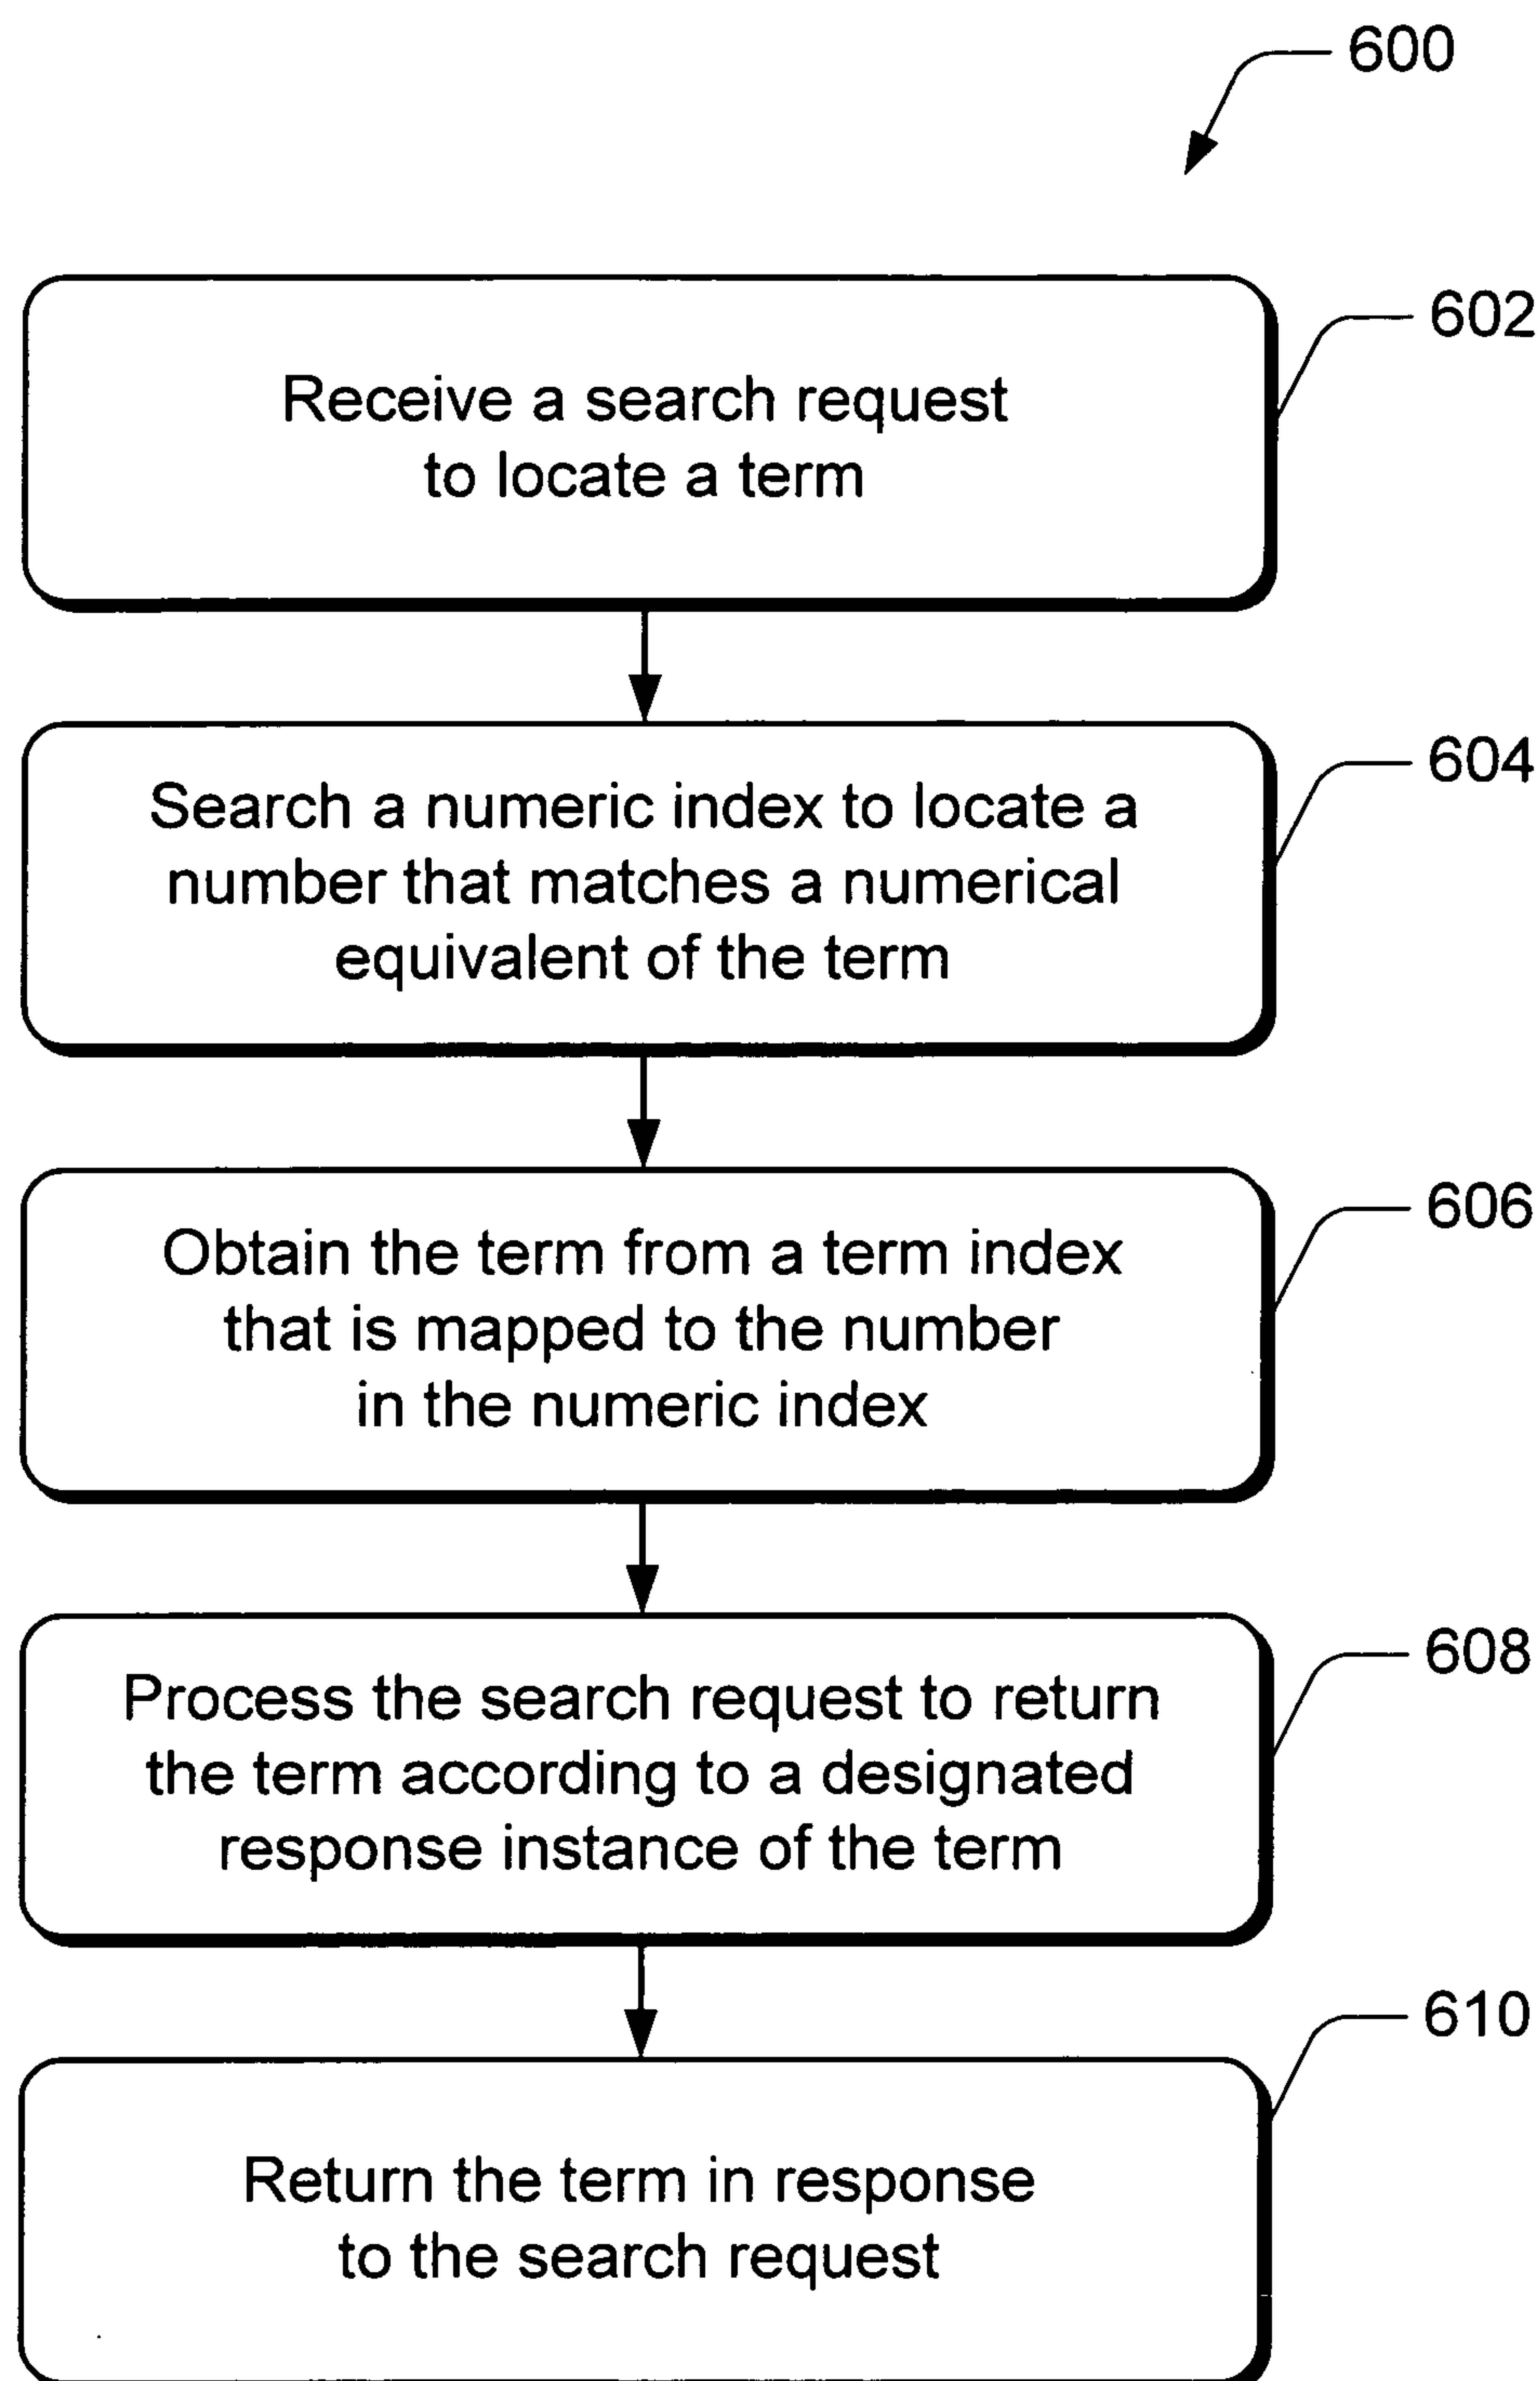 600
602
Receive a search request
to locate a term
604
Search a numeric index to locate a
number that matches a numerical
equivalent of the term
606
Obtain the term from a term index
that is mapped to the number
in the numeric index
608
Process the search request to return
the term according to a designated
response instance of the term
610
Return the term in response
to the search request